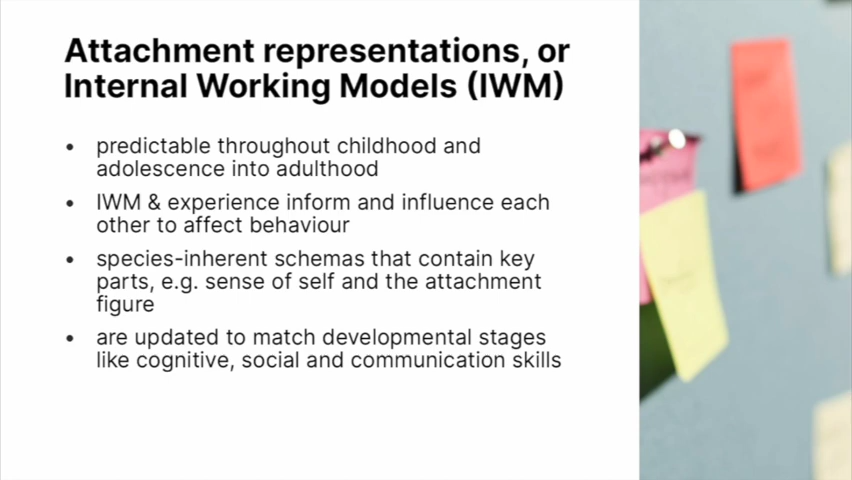 Attachment representations, or
Internal Working Models (IWM)
• predictable throughout childhood and
adolescence into adulthood
• IWM & experience inform and influence each
other to affect behaviour
• species-inherent schemas that contain key
parts, e.g. sense of self and the attachment
figure
• are updated to match developmental stages
like cognitive, social and communication skills